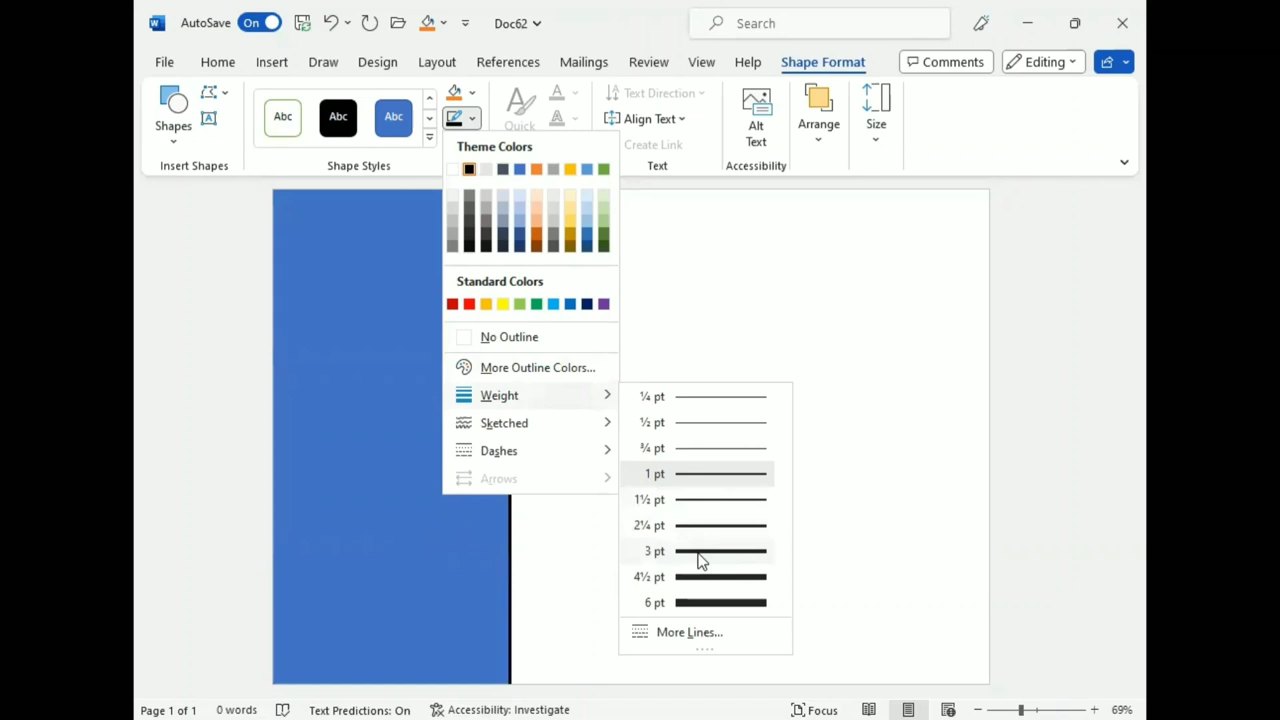 AutoSave On Doc62 Search
File Home Insert Draw Design Layout References Mailings Review View Help Shape Format Comments Editing
Shapes Abc Abc Abc Quick Text Direction Align Text Create Link Alt Text Arrange Size
Insert Shapes Shape Styles Text Accessibility
Theme Colors
Standard Colors
No Outline
More Outline Colors...
Weight
Sketched
Dashes
Arrows
¼ pt
½ pt
¾ pt
1 pt
1½ pt
2¼ pt
3 pt
4½ pt
6 pt
More Lines...
Page 1 of 1 0 words Text Predictions: On Accessibility: Investigate Focus 69%